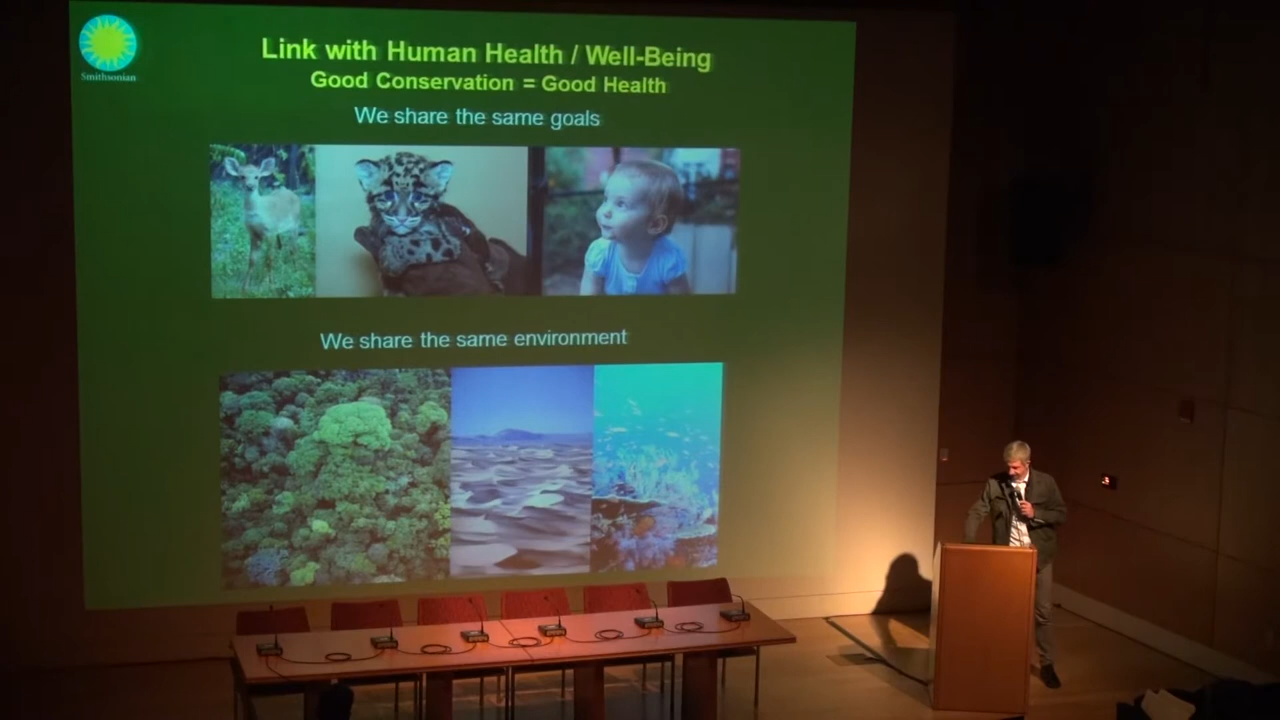 Smithsonian
Link with Human Health / Well-Being
Good Conservation = Good Health
We share the same goals
We share the same environment